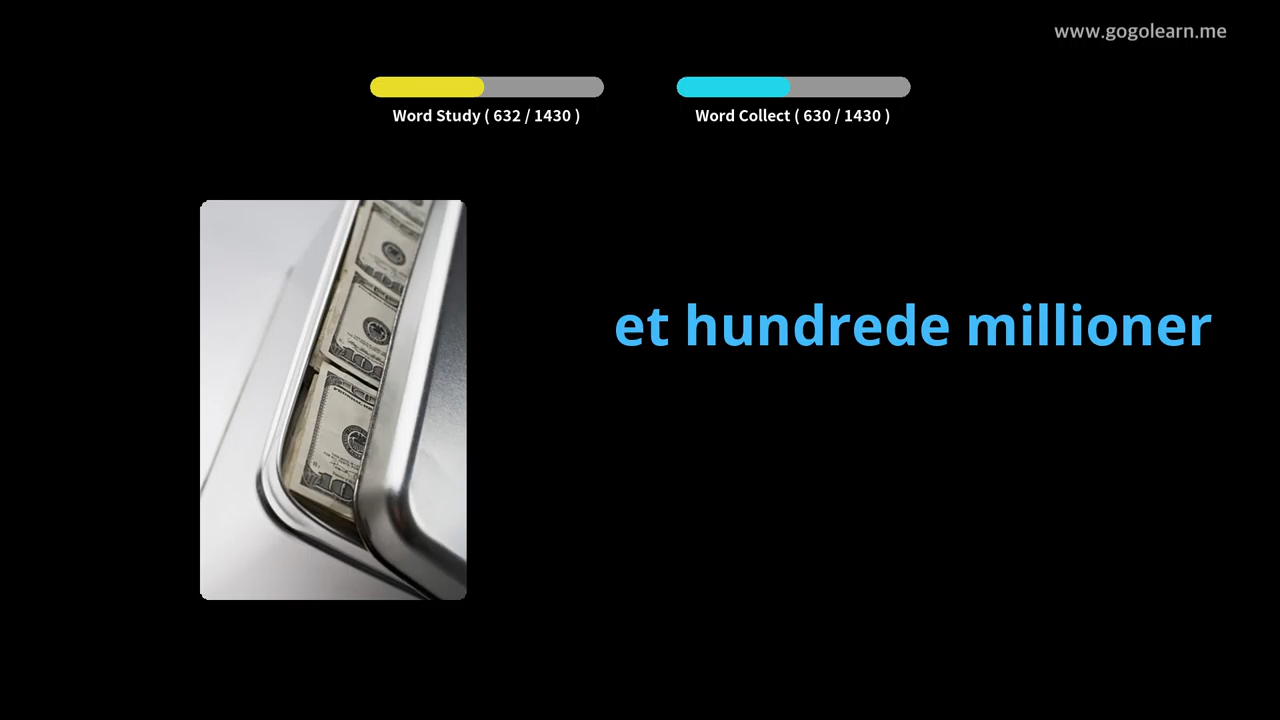 www.gogolearn.me
Word Study ( 632 / 1430 )
Word Collect ( 630 / 1430 )
et hundrede millioner